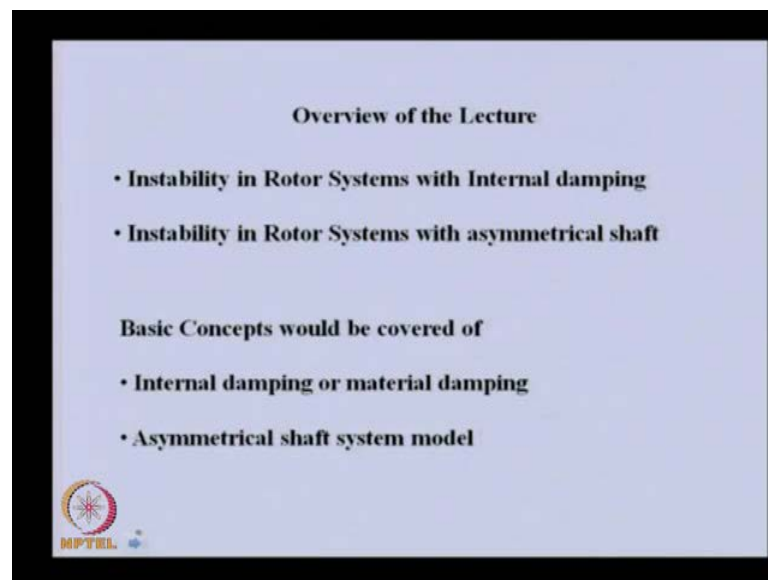 Overview of the Lecture
• Instability in Rotor Systems with Internal damping
• Instability in Rotor Systems with asymmetrical shaft
Basic Concepts would be covered of
• Internal damping or material damping
• Asymmetrical shaft system model
NPTEL